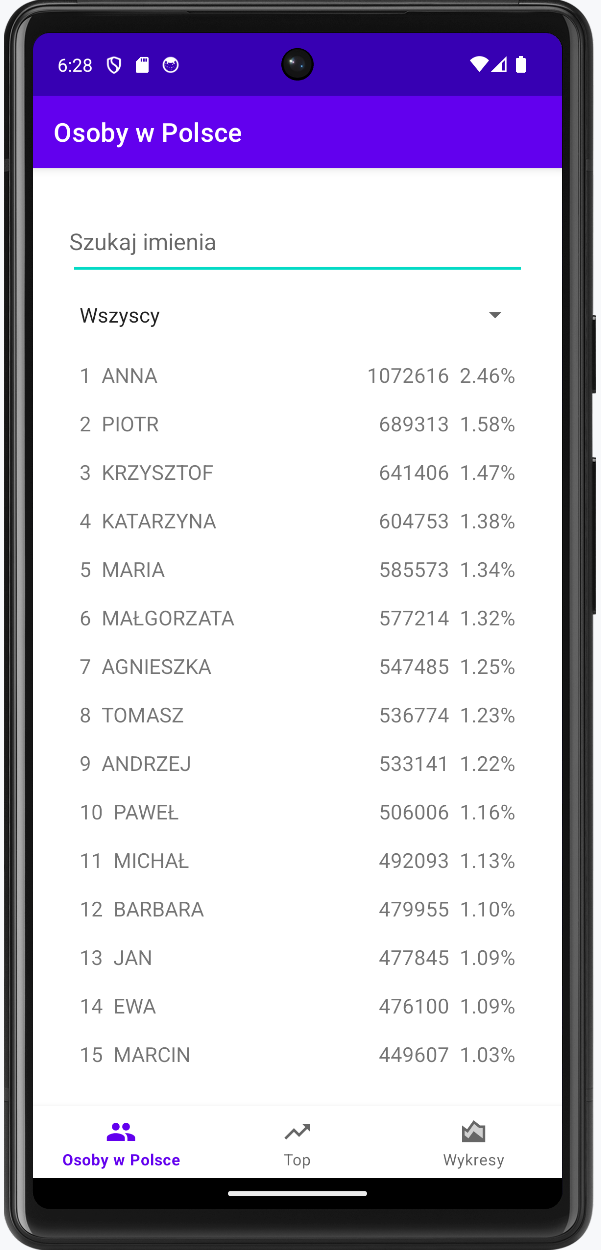 6:28
Osoby w Polsce
Szukaj imienia
Wszyscy
1 ANNA 1072616 2.46%
2 PIOTR 689313 1.58%
3 KRZYSZTOF 641406 1.47%
4 KATARZYNA 604753 1.38%
5 MARIA 585573 1.34%
6 MAŁGORZATA 577214 1.32%
7 AGNIESZKA 547485 1.25%
8 TOMASZ 536774 1.23%
9 ANDRZEJ 533141 1.22%
10 PAWEŁ 506006 1.16%
11 MICHAŁ 492093 1.13%
12 BARBARA 479955 1.10%
13 JAN 477845 1.09%
14 EWA 476100 1.09%
15 MARCIN 449607 1.03%
Osoby w Polsce Top Wykresy